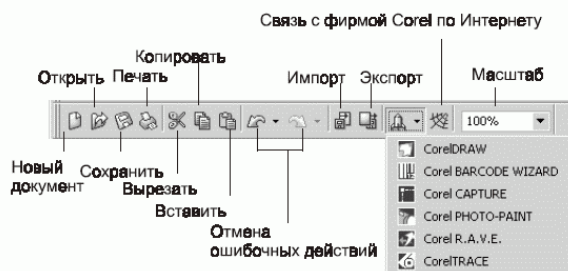 Связь с фирмой Corel по Интернету
Копировать
Открыть Печать
Импорт Экспорт
Масштаб
100%
Новый
документ
Сохранить
Вырезать
Вставить
Отмена
ошибочных действий
CorelDRAW
Corel BARCODE WIZARD
Corel CAPTURE
Corel PHOTO-PAINT
Corel R.A.V.E.
CorelTRACE